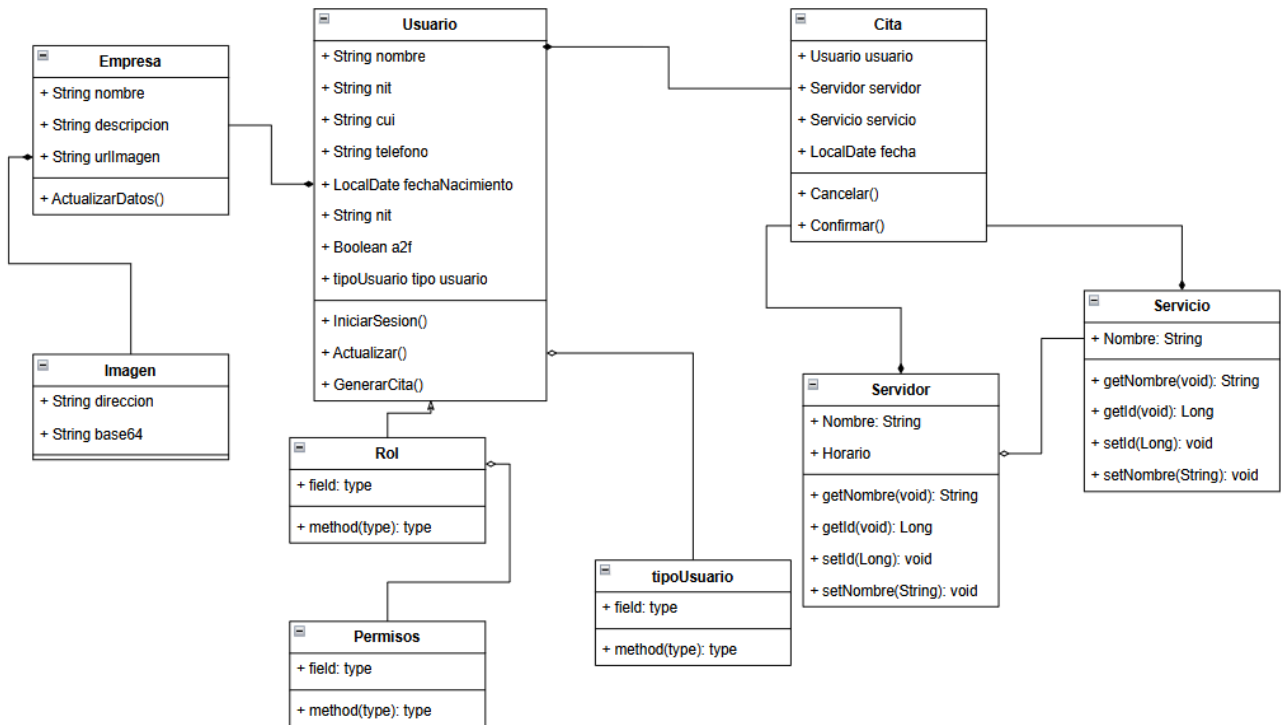 Empresa
+ String nombre
+ String descripcion
+ String urlImagen
+ ActualizarDatos()
Imagen
+ String direccion
+ String base64
Usuario
+ String nombre
+ String nit
+ String cui
+ String telefono
+ LocalDate fechaNacimiento
+ String nit
+ Boolean a2f
+ tipoUsuario tipo usuario
+ IniciarSesion()
+ Actualizar()
+ GenerarCita()
Rol
+ field: type
+ method(type): type
Permisos
+ field: type
+ method(type): type
tipoUsuario
+ field: type
+ method(type): type
Cita
+ Usuario usuario
+ Servidor servidor
+ Servicio servicio
+ LocalDate fecha
+ Cancelar()
+ Confirmar()
Servidor
+ Nombre: String
+ Horario
+ getNombre(void): String
+ getId(void): Long
+ setId(Long): void
+ setNombre(String): void
Servicio
+ Nombre: String
+ getNombre(void): String
+ getId(void): Long
+ setId(Long): void
+ setNombre(String): void